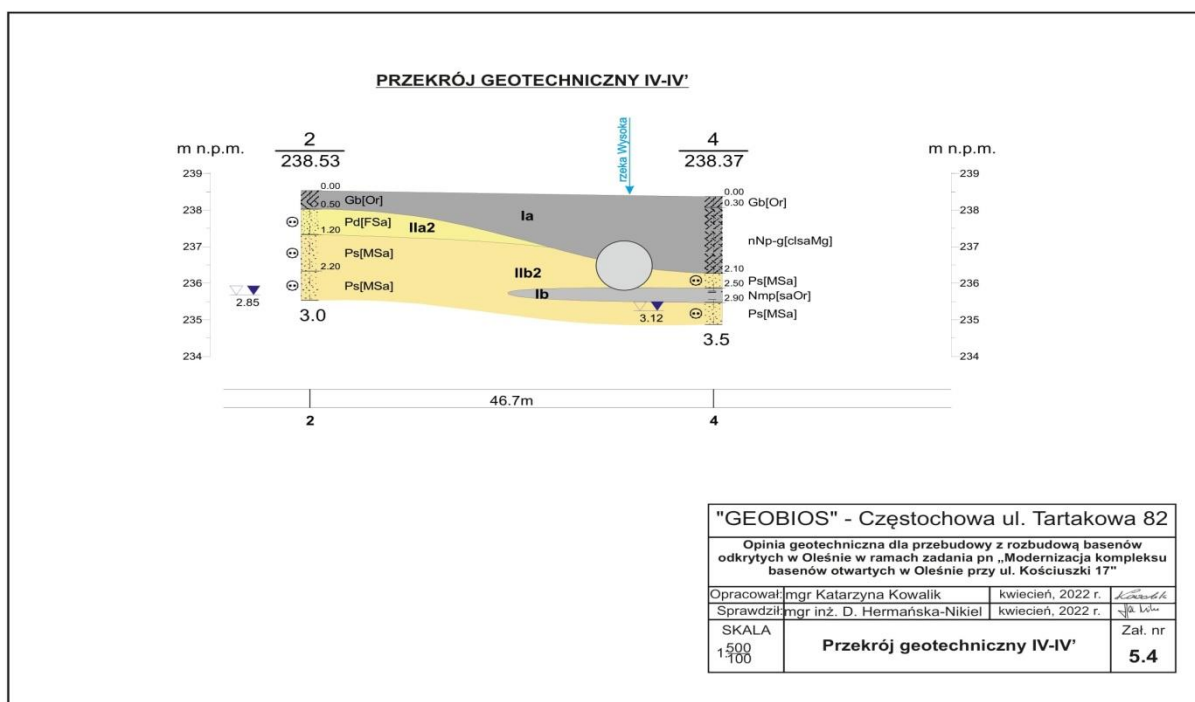 PRZEKRÓJ GEOTECHNICZNY IV-IV’
rzeka Wysoka
m n.p.m.
2
238.53
4
238.37
m n.p.m.
239
238
237
236
235
234
0.00
0.50
1.20
2.20
Gb[Or]
Pd[FSa]
Ps[MSa]
Ps[MSa]
2.85
3.0
Ia
IIa2
IIb2
Ib
3.12
0.00
0.30
2.10
2.50
2.90
Gb[Or]
nNp-g[clsaMg]
Ps[MSa]
Nmp[saOr]
Ps[MSa]
3.5
239
238
237
236
235
234
46.7m
2
4
"GEOBIOS" - Częstochowa ul. Tartakowa 82
Opinia geotechniczna dla przebudowy z rozbudową basenów
odkrytych w Oleśnie w ramach zadania pn „Modernizacja kompleksu
basenów otwartych w Oleśnie przy ul. Kościuszki 17"
Opracował: mgr Katarzyna Kowalik kwiecień, 2022 r. Kowalik
Sprawdził: mgr inż. D. Hermańska-Nikiel kwiecień, 2022 r.
SKALA
1:500
100
Przekrój geotechniczny IV-IV’
Zał. nr
5.4